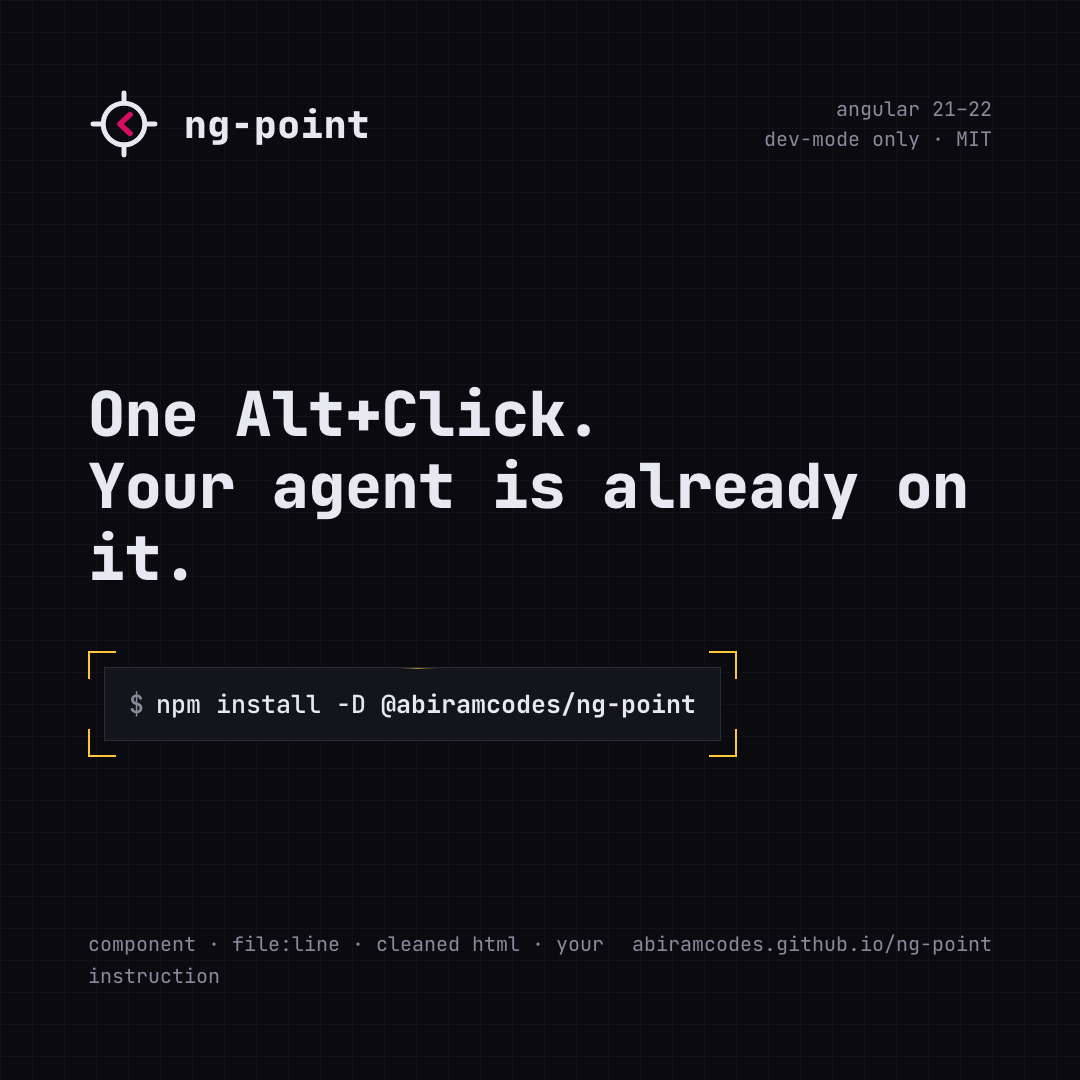 ng-point
angular 21–22
dev-mode only · MIT
One Alt+Click.
Your agent is already on
it.
$ npm install -D @abiramcodes/ng-point
component · file:line · cleaned html · your
instruction
abiramcodes.github.io/ng-point